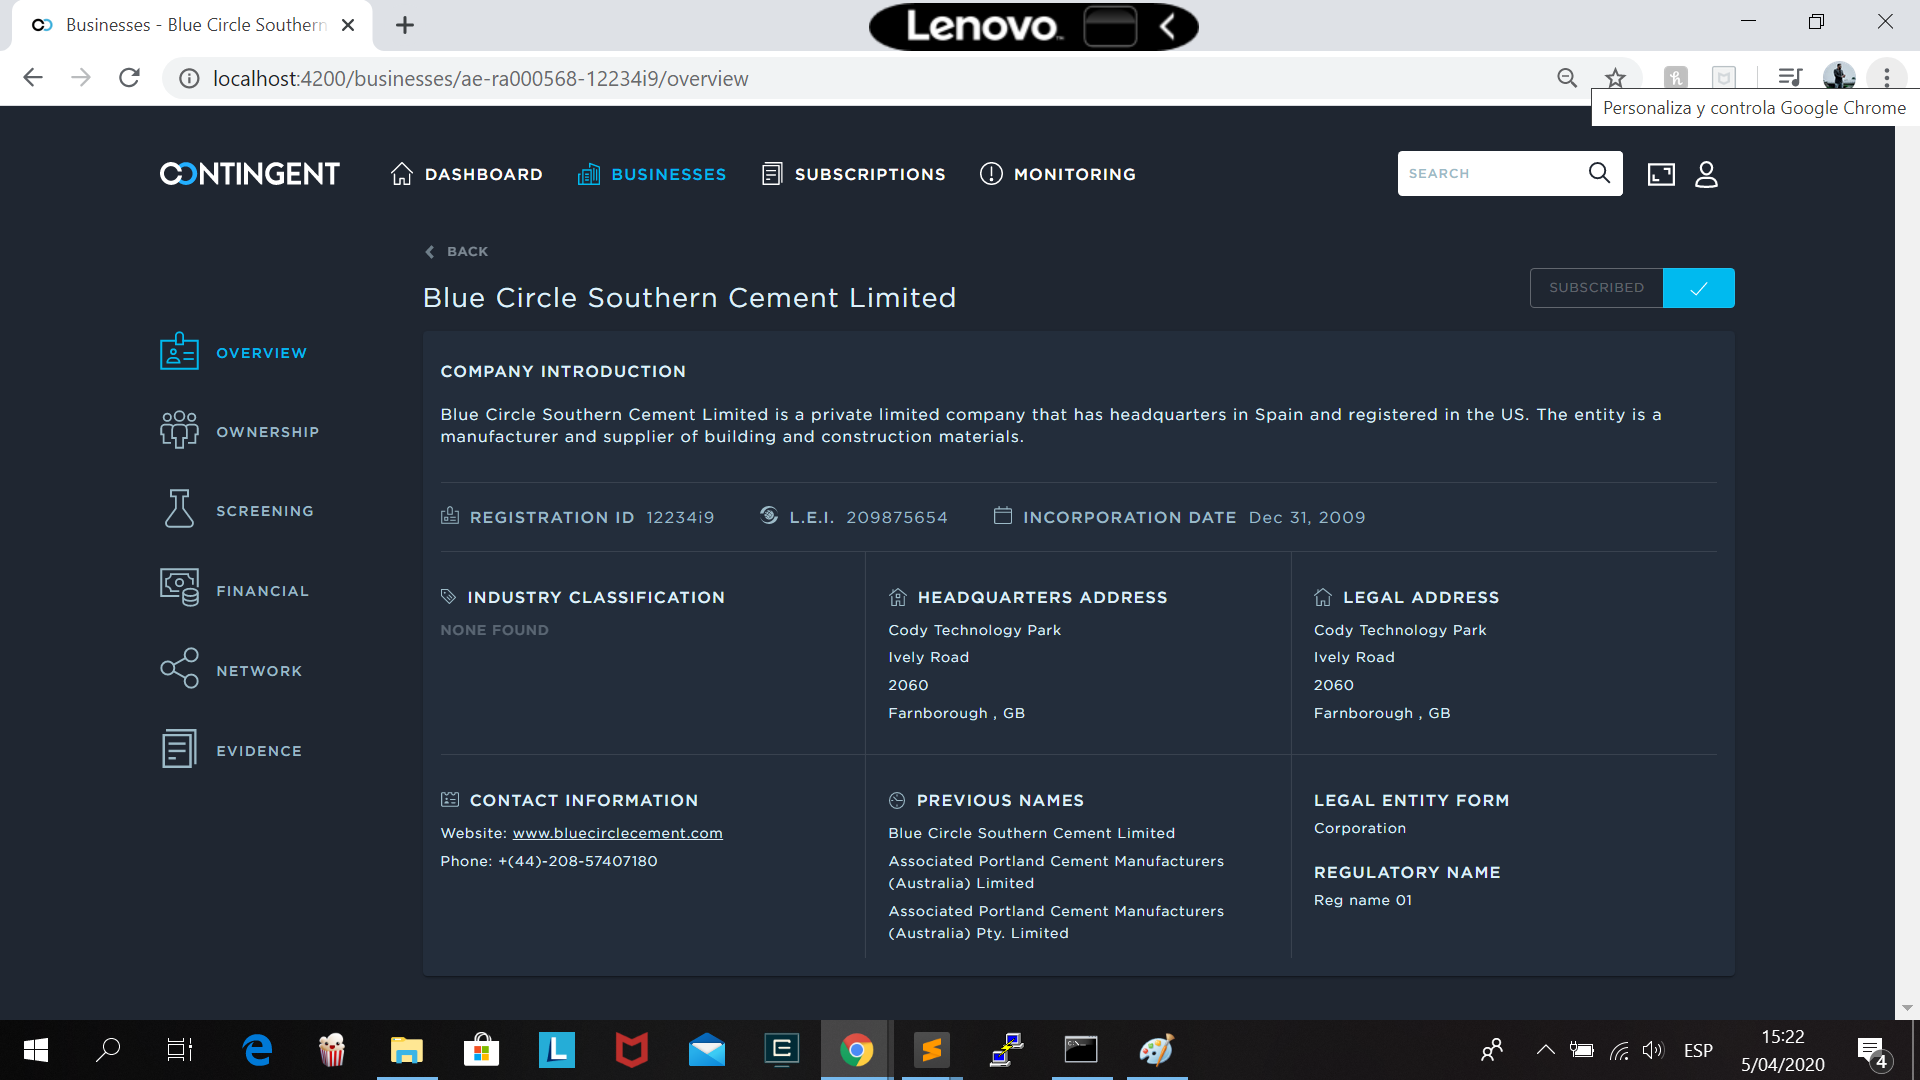 Businesses - Blue Circle Southern
Lenovo
localhost:4200/businesses/ae-ra000568-12234i9/overview
Personaliza y controla Google Chrome
CONTINGENT
DASHBOARD
BUSINESSES
SUBSCRIPTIONS
MONITORING
SEARCH
BACK
Blue Circle Southern Cement Limited
SUBSCRIBED
OVERVIEW
OWNERSHIP
SCREENING
FINANCIAL
NETWORK
EVIDENCE
COMPANY INTRODUCTION
Blue Circle Southern Cement Limited is a private limited company that has headquarters in Spain and registered in the US. The entity is a
manufacturer and supplier of building and construction materials.
REGISTRATION ID 12234i9
L.E.I. 209875654
INCORPORATION DATE Dec 31, 2009
INDUSTRY CLASSIFICATION
NONE FOUND
HEADQUARTERS ADDRESS
Cody Technology Park
Ively Road
2060
Farnborough , GB
LEGAL ADDRESS
Cody Technology Park
Ively Road
2060
Farnborough , GB
CONTACT INFORMATION
Website: www.bluecirclecement.com
Phone: +(44)-208-57407180
PREVIOUS NAMES
Blue Circle Southern Cement Limited
Associated Portland Cement Manufacturers
(Australia) Limited
Associated Portland Cement Manufacturers
(Australia) Pty. Limited
LEGAL ENTITY FORM
Corporation
REGULATORY NAME
Reg name 01
ESP
15:22
5/04/2020
4